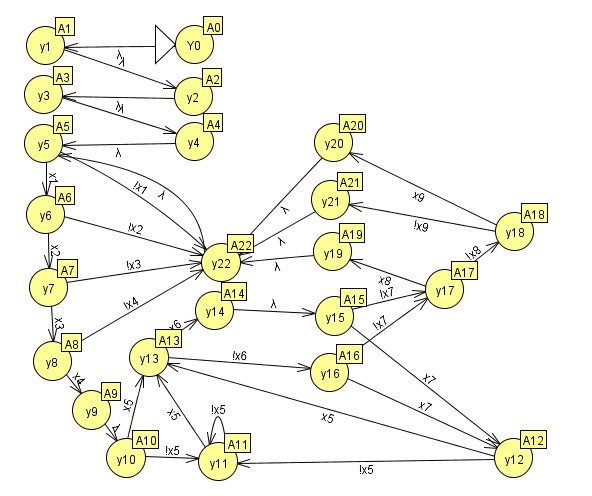 A1
y1
A0
Y0
λ
λ
A3
y3
A2
y2
λ
λ
A5
y5
A4
y4
λ
A20
y20
x1
!x1
λ
A6
y6
!x2
A21
y21
x9
λ
!x9
A18
y18
x2
A22
y22
λ
A19
y19
λ
!x8
A7
y7
!x3
x8
A17
y17
!x4
A14
y14
λ
A15
y15
!x7
x3
x6
!x7
A8
y8
A13
y13
!x6
A16
y16
x7
x4
A9
y9
x5
x5
x5
x7
!x5
λ
A10
y10
!x5
A11
y11
!x5
A12
y12